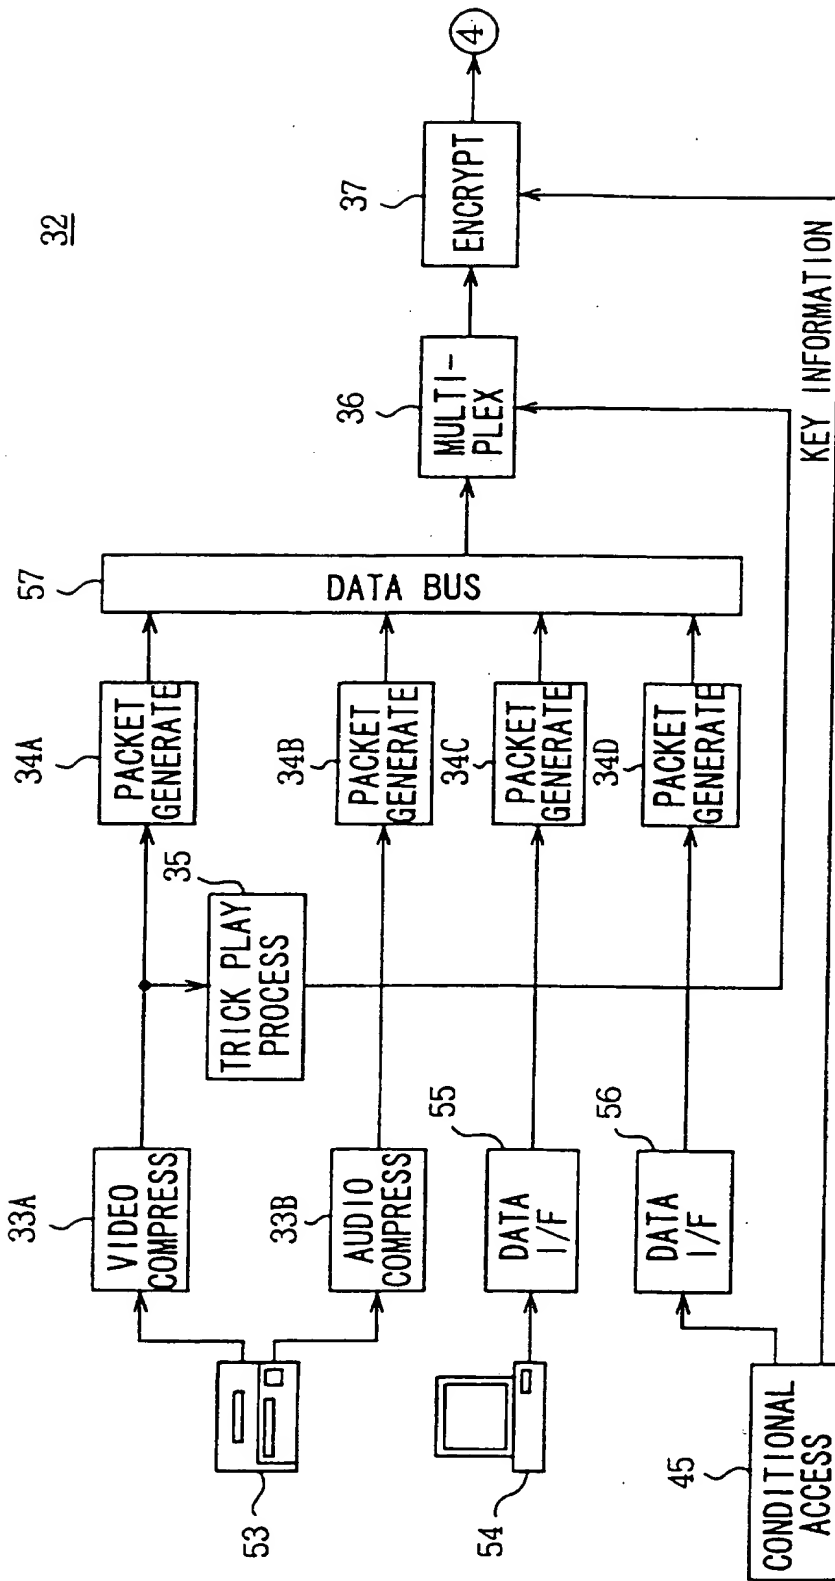 32
33A
VIDEO
COMPRESS
34A
PACKET
GENERATE
57
DATA BUS
35
TRICK PLAY
PROCESS
36
MULTI-
PLEX
37
ENCRYPT
4
53
33B
AUDIO
COMPRESS
34B
PACKET
GENERATE
54
55
DATA
I/F
34C
PACKET
GENERATE
56
DATA
I/F
34D
PACKET
GENERATE
45
CONDITIONAL
ACCESS
KEY INFORMATION